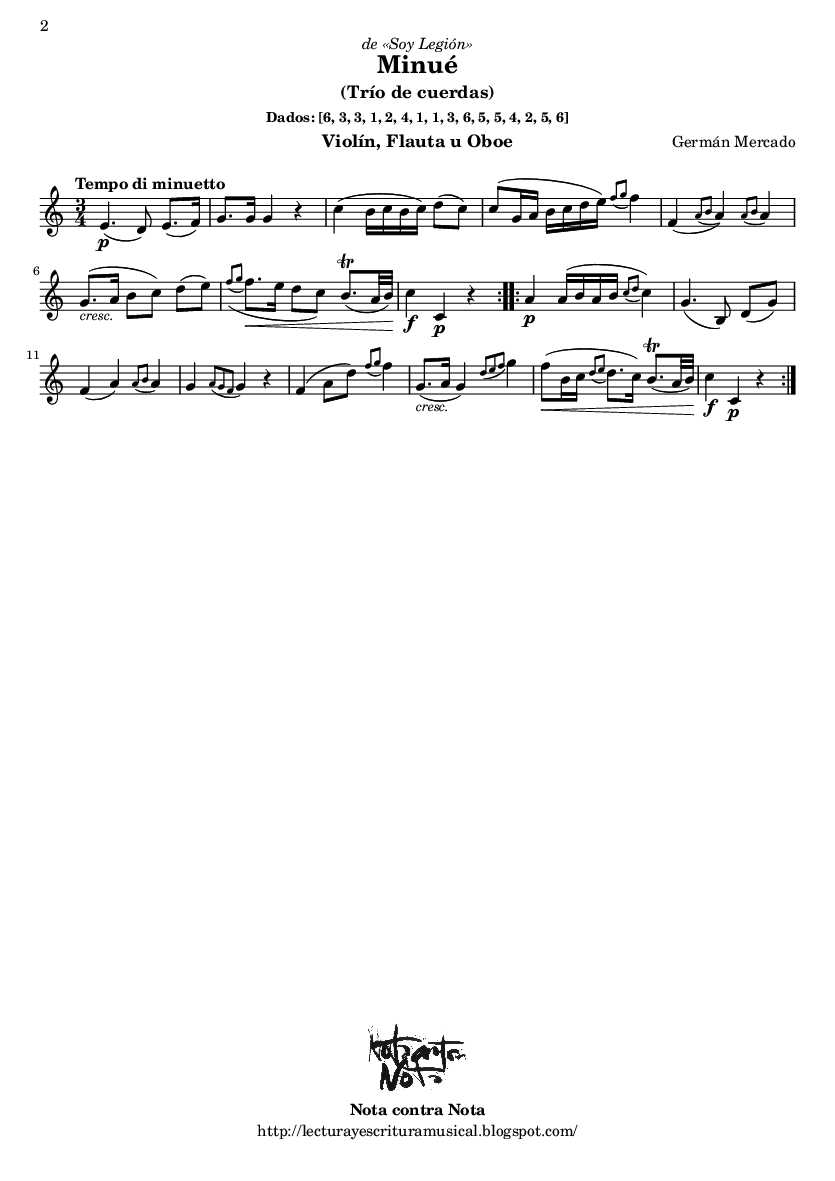 2
de «Soy Legión»
Minué
(Trío de cuerdas)
Dados: [6, 3, 3, 1, 2, 4, 1, 1, 3, 6, 5, 5, 4, 2, 5, 6]
Violín, Flauta u Oboe
Germán Mercado
Tempo di minuetto
3
4
p
6
cresc.
tr
f p
p
11
cresc.
tr
f p
Nota contra
Nota
Nota contra Nota
http://lecturayescrituramusical.blogspot.com/